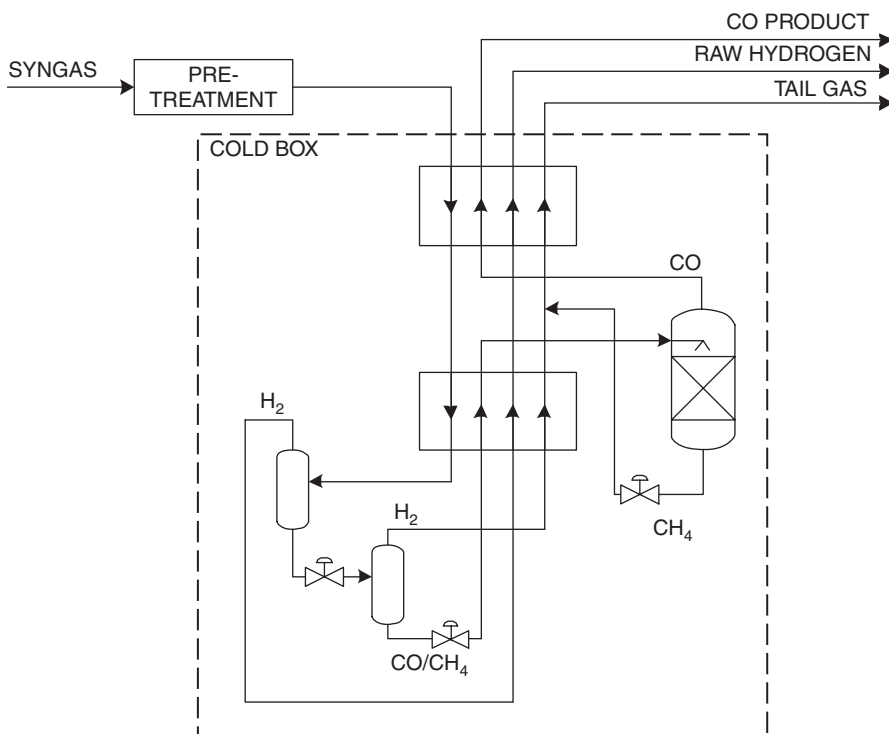 CO PRODUCT
RAW HYDROGEN
SYNGAS
PRE-
TREATMENT
TAIL GAS
COLD BOX
CO
H₂
H₂
CH₄
CO/CH₄